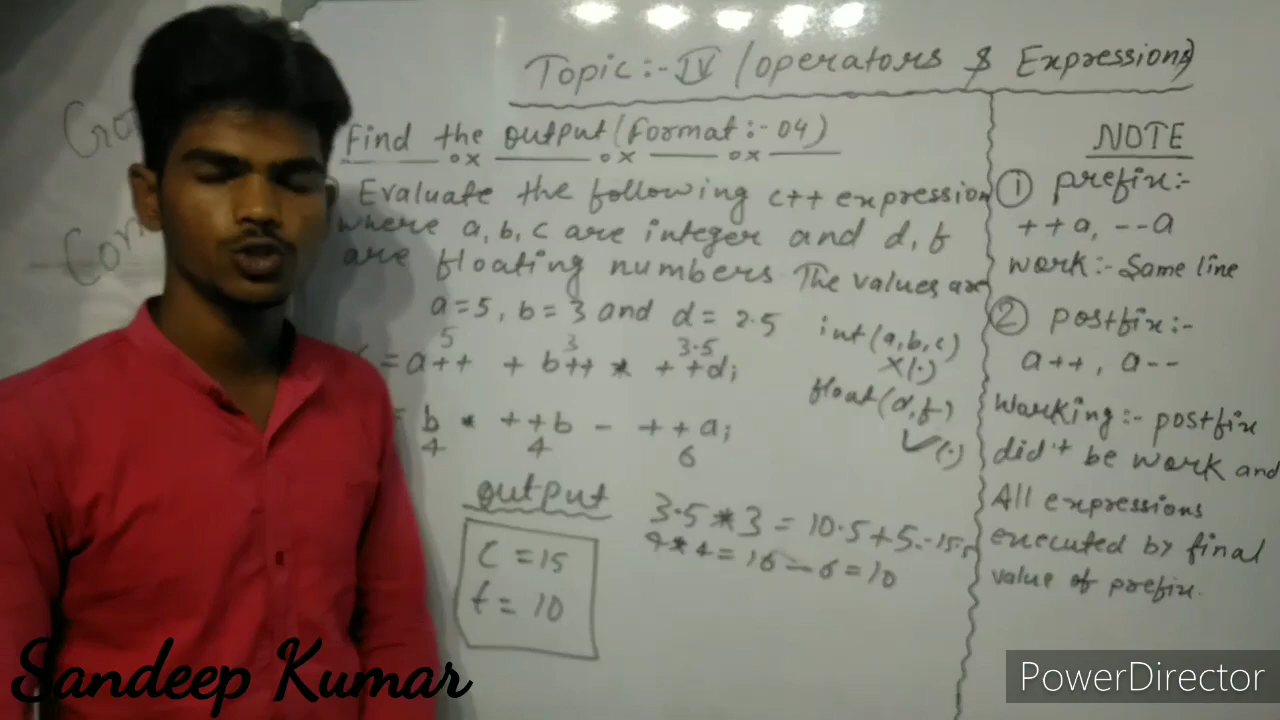 Topic:- IV (operators & Expressions)
Find the output (format:- 04)
Evaluate the following c++ expression
where a, b, c are integer and d, f
are floating numbers The values are
a = 5, b = 3 and d = 2.5
5 3 3.5
= a++ + b++ * ++d;
= b * ++b - ++a;
4 4 6
int (a, b, c)
X (.)
float (d, f)
✓ (.)
output
C = 15
f = 10
3.5 * 3 = 10.5 + 5 = 15.5
4 * 4 = 16 - 6 = 10
NOTE
① prefix:-
++a, --a
work:- Same line
② postfix:-
a++, a--
Working:- postfix
did't be work and
All expressions
executed by final
value of prefix.
Sandeep Kumar
PowerDirector